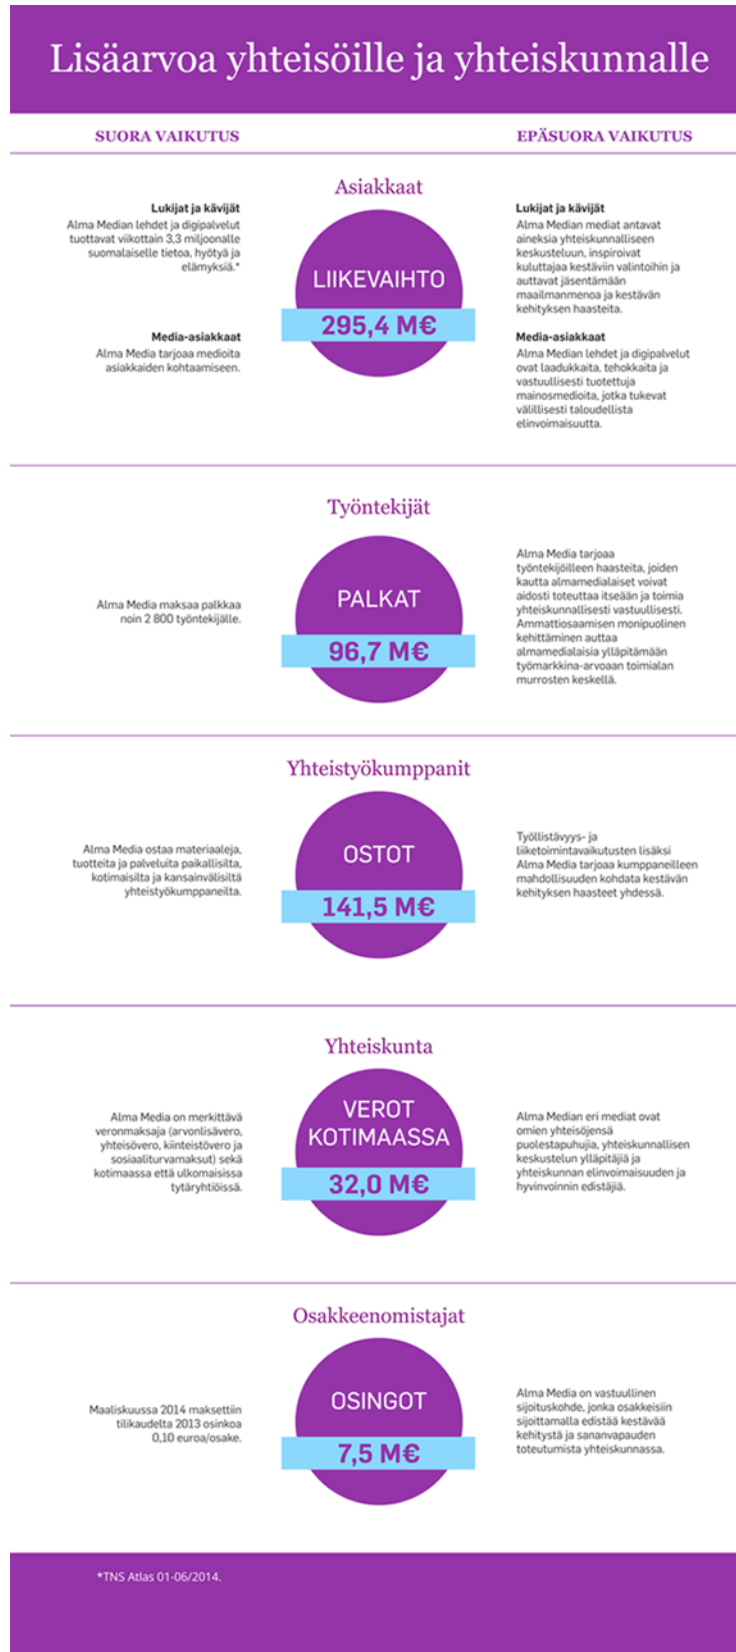 Lisäarvoa yhteisöille ja yhteiskunnalle
SUORA VAIKUTUS
EPÄSUORA VAIKUTUS
Asiakkaat
Lukijat ja kävijät
Alma Median lehdet ja digipalvelut
tuottavat viikottain 3,3 miljoonalle
suomalaiselle tietoa, hyötyä ja
elämyksiä.*
Media-asiakkaat
Alma Media tarjoaa medioita
asiakkaiden kohtaamiseen.
LIIKEVAIHTO
295,4 M€
Lukijat ja kävijät
Alma Median mediat antavat
aineksia yhteiskunnalliseen
keskusteluun, inspiroivat
kuluttajaa kestäviin valintoihin ja
auttavat jäsentämään
maailmanmenoa ja kestävän
kehityksen haasteita.
Media-asiakkaat
Alma Median lehdet ja digipalvelut
ovat laadukkaita, tehokkaita ja
vastuullisesti tuotettuja
mainosmedioita, jotka tukevat
välillisesti taloudellista
elinvoimaisuutta.
Työntekijät
Alma Media maksaa palkkaa
noin 2 800 työntekijälle.
PALKAT
96,7 M€
Alma Media tarjoaa
työntekijöilleen haasteita, joiden
kautta almamedialaiset voivat
aidosti toteuttaa itseään ja toimia
yhteiskunnallisesti vastuullisesti.
Ammattiosaamisen monipuolinen
kehittäminen auttaa
almamedialaisia ylläpitämään
työmarkkina-arvoaan toimialan
murrosten keskellä.
Yhteistyökumppanit
Alma Media ostaa materiaaleja,
tuotteita ja palveluita paikallisilta,
kotimaisilta ja kansainvälisiltä
yhteistyökumppaneilta.
OSTOT
141,5 M€
Työllistävyys- ja
liiketoimintavaikutusten lisäksi
Alma Media tarjoaa kumppaneilleen
mahdollisuuden kohdata kestävän
kehityksen haasteet yhdessä.
Yhteiskunta
Alma Media on merkittävä
veronmaksaja (arvonlisävero,
yhteisövero, kiinteistövero ja
sosiaaliturvamaksut) sekä
kotimaassa että ulkomaisissa
tytäryhtiöissä.
VEROT
KOTIMAASSA
32,0 M€
Alma Median eri mediat ovat
omien yhteisöjensä
puolestapuhujia, yhteiskunnallisen
keskustelun ylläpitäjiä ja
yhteiskunnan elinvoimaisuuden ja
hyvinvoinnin edistäjiä.
Osakkeenomistajat
Maaliskuussa 2014 maksettiin
tilikaudelta 2013 osinkoa
0,10 euroa/osake.
OSINGOT
7,5 M€
Alma Media on vastuullinen
sijoituskohde, jonka osakkeisiin
sijoittamalla edistää kestävää
kehitystä ja sananvapauden
toteutumista yhteiskunnassa.
*TNS Atlas 01-06/2014.